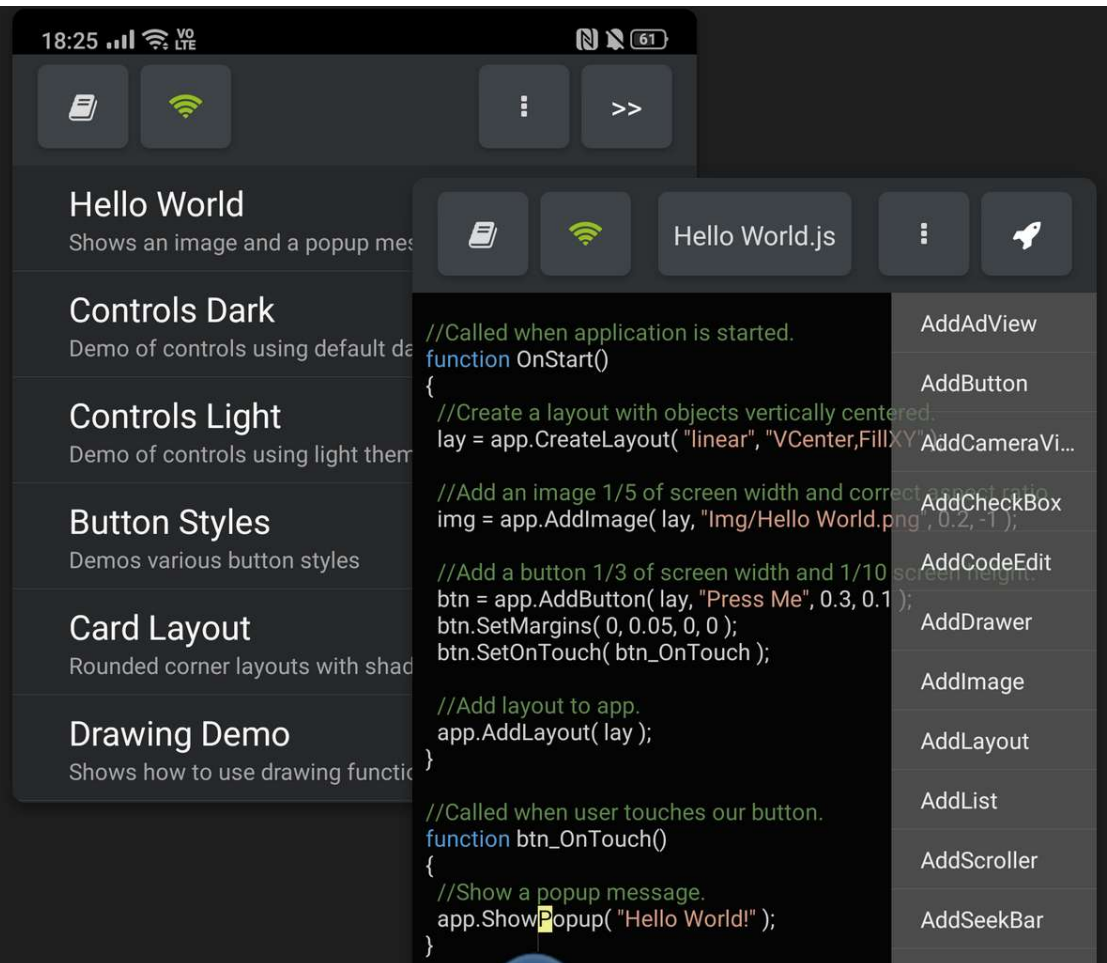 18:25 VO LTE 61
>>
Hello World
Shows an image and a popup mes
Controls Dark
Demo of controls using default da
Controls Light
Demo of controls using light them
Button Styles
Demos various button styles
Card Layout
Rounded corner layouts with shad
Drawing Demo
Shows how to use drawing functio
Hello World.js
//Called when application is started.
function OnStart()
{
//Create a layout with objects vertically centered.
lay = app.CreateLayout( "linear", "VCenter,FillXY" );
//Add an image 1/5 of screen width and correct aspect ratio.
img = app.AddImage( lay, "Img/Hello World.png", 0.2, -1 );
//Add a button 1/3 of screen width and 1/10 screen height.
btn = app.AddButton( lay, "Press Me", 0.3, 0.1 );
btn.SetMargins( 0, 0.05, 0, 0 );
btn.SetOnTouch( btn_OnTouch );
//Add layout to app.
app.AddLayout( lay );
}
//Called when user touches our button.
function btn_OnTouch()
{
//Show a popup message.
app.ShowPopup( "Hello World!" );
}
AddAdView
AddButton
AddCameraVi...
AddCheckBox
AddCodeEdit
AddDrawer
AddImage
AddLayout
AddList
AddScroller
AddSeekBar